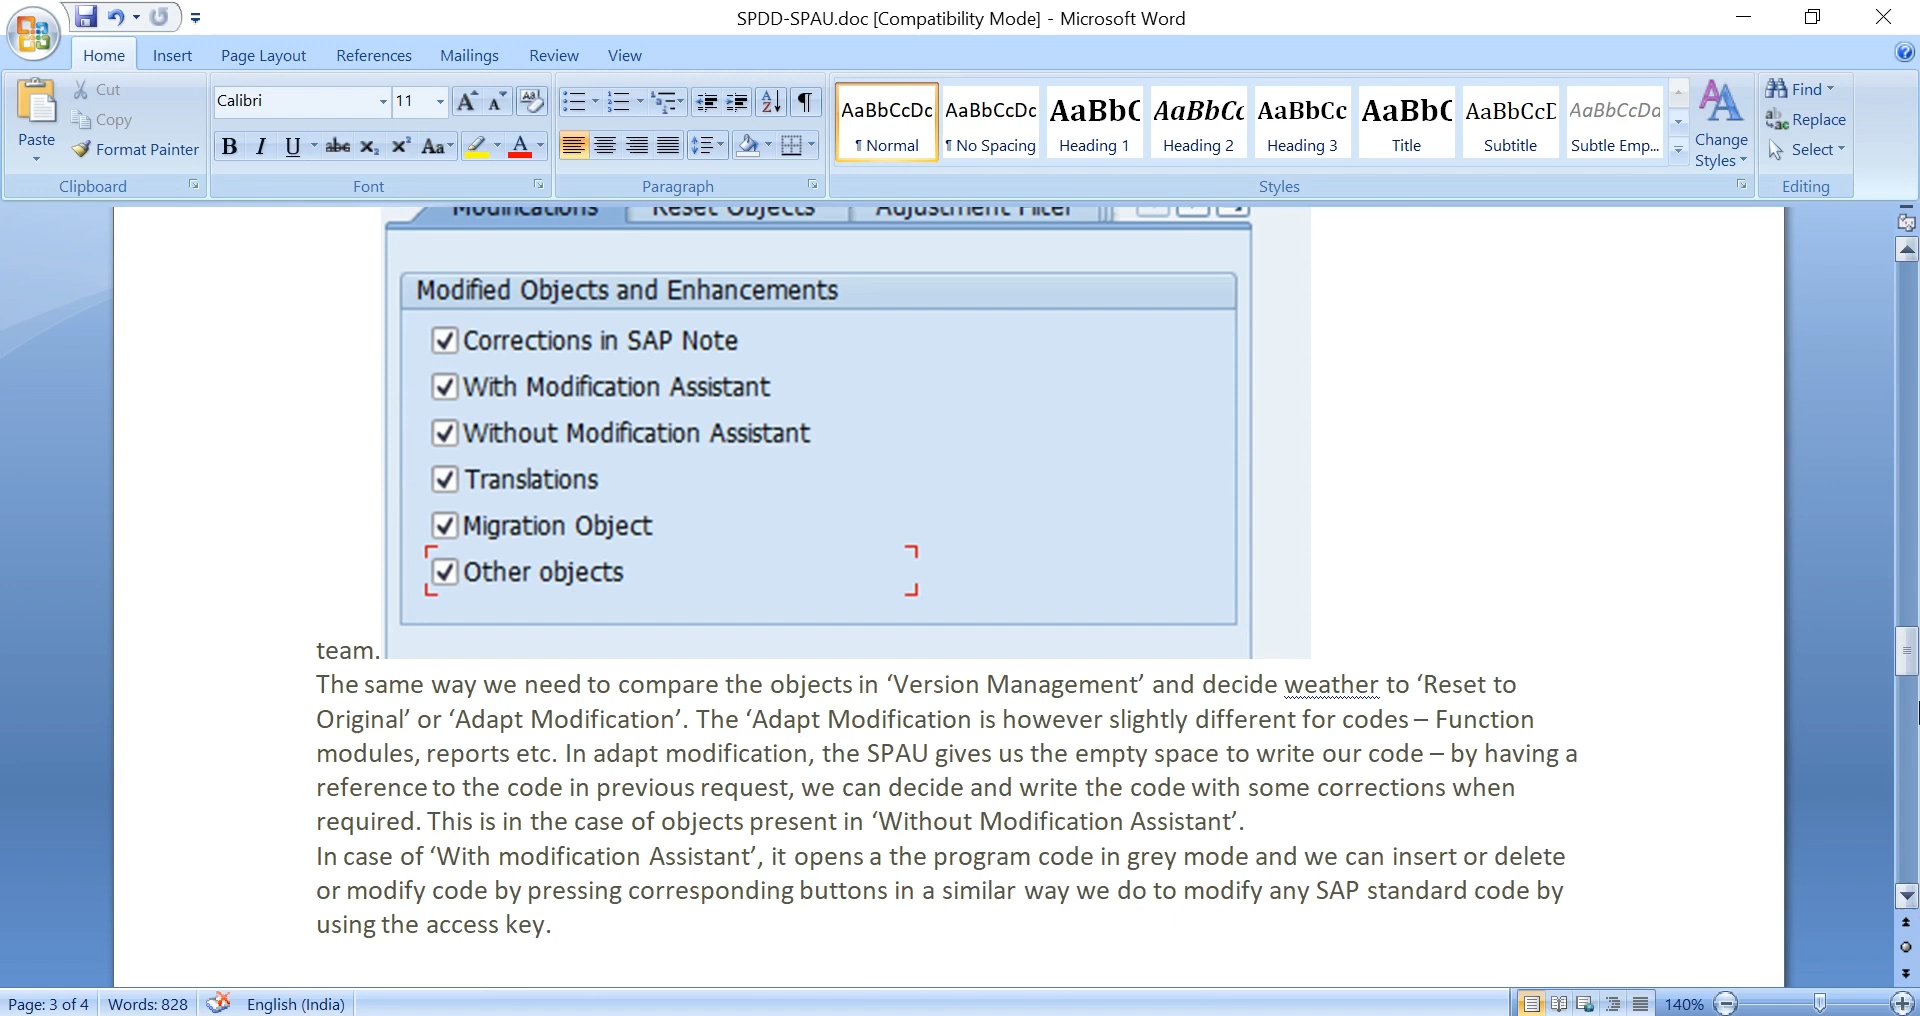 SPDD-SPAU.doc [Compatibility Mode] - Microsoft Word
Home Insert Page Layout References Mailings Review View
Paste
Cut
Copy
Format Painter
Clipboard
Calibri 11
Font
Paragraph
AaBbCcDc AaBbCcDc AaBbC AaBbCc AaBbCc AaBbC AaBbCcI AaBbCcDa
¶ Normal ¶ No Spacing Heading 1 Heading 2 Heading 3 Title Subtitle Subtle Emp...
Styles
Change Styles
Find
Replace
Select
Editing
Modifications Reset Objects Adjustment Filter
Modified Objects and Enhancements
Corrections in SAP Note
With Modification Assistant
Without Modification Assistant
Translations
Migration Object
Other objects
team.
The same way we need to compare the objects in ‘Version Management’ and decide weather to ‘Reset to
Original’ or ‘Adapt Modification’. The ‘Adapt Modification is however slightly different for codes – Function
modules, reports etc. In adapt modification, the SPAU gives us the empty space to write our code – by having a
reference to the code in previous request, we can decide and write the code with some corrections when
required. This is in the case of objects present in ‘Without Modification Assistant’.
In case of ‘With modification Assistant’, it opens a the program code in grey mode and we can insert or delete
or modify code by pressing corresponding buttons in a similar way we do to modify any SAP standard code by
using the access key.
Page: 3 of 4 Words: 828 English (India) 140%